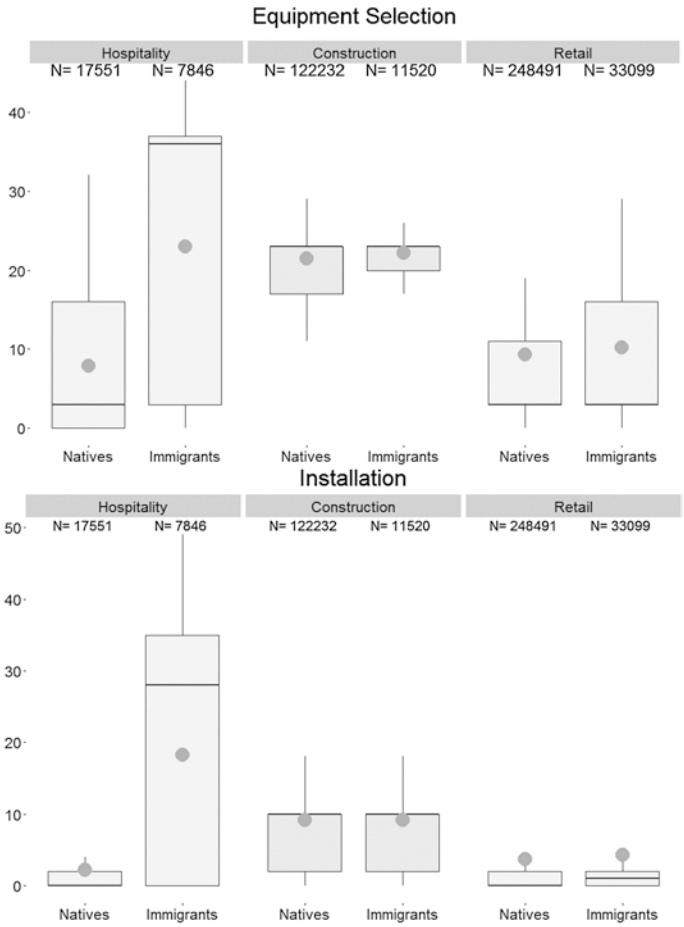 Equipment Selection
Hospitality Construction Retail
N= 17551 N= 7846 N= 122232 N= 11520 N= 248491 N= 33099
40
30
20
10
0
Natives Immigrants Natives Immigrants Natives Immigrants
Installation
Hospitality Construction Retail
50
N= 17551 N= 7846 N= 122232 N= 11520 N= 248491 N= 33099
40
30
20
10
0
Natives Immigrants Natives Immigrants Natives Immigrants